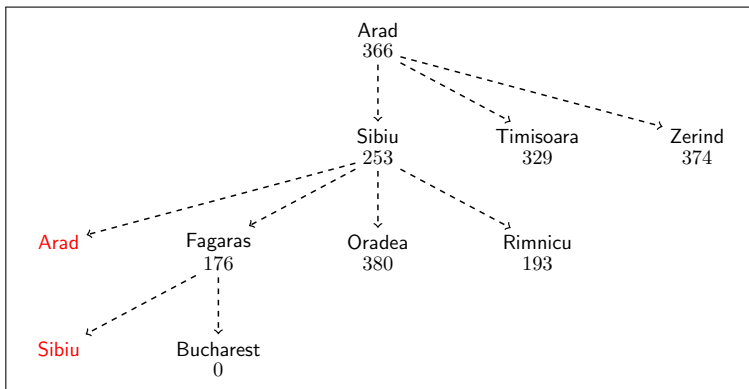 Arad
366
Sibiu Timisoara Zerind
253 329 374
Arad Fagaras Oradea Rimnicu
176 380 193
Sibiu Bucharest
0